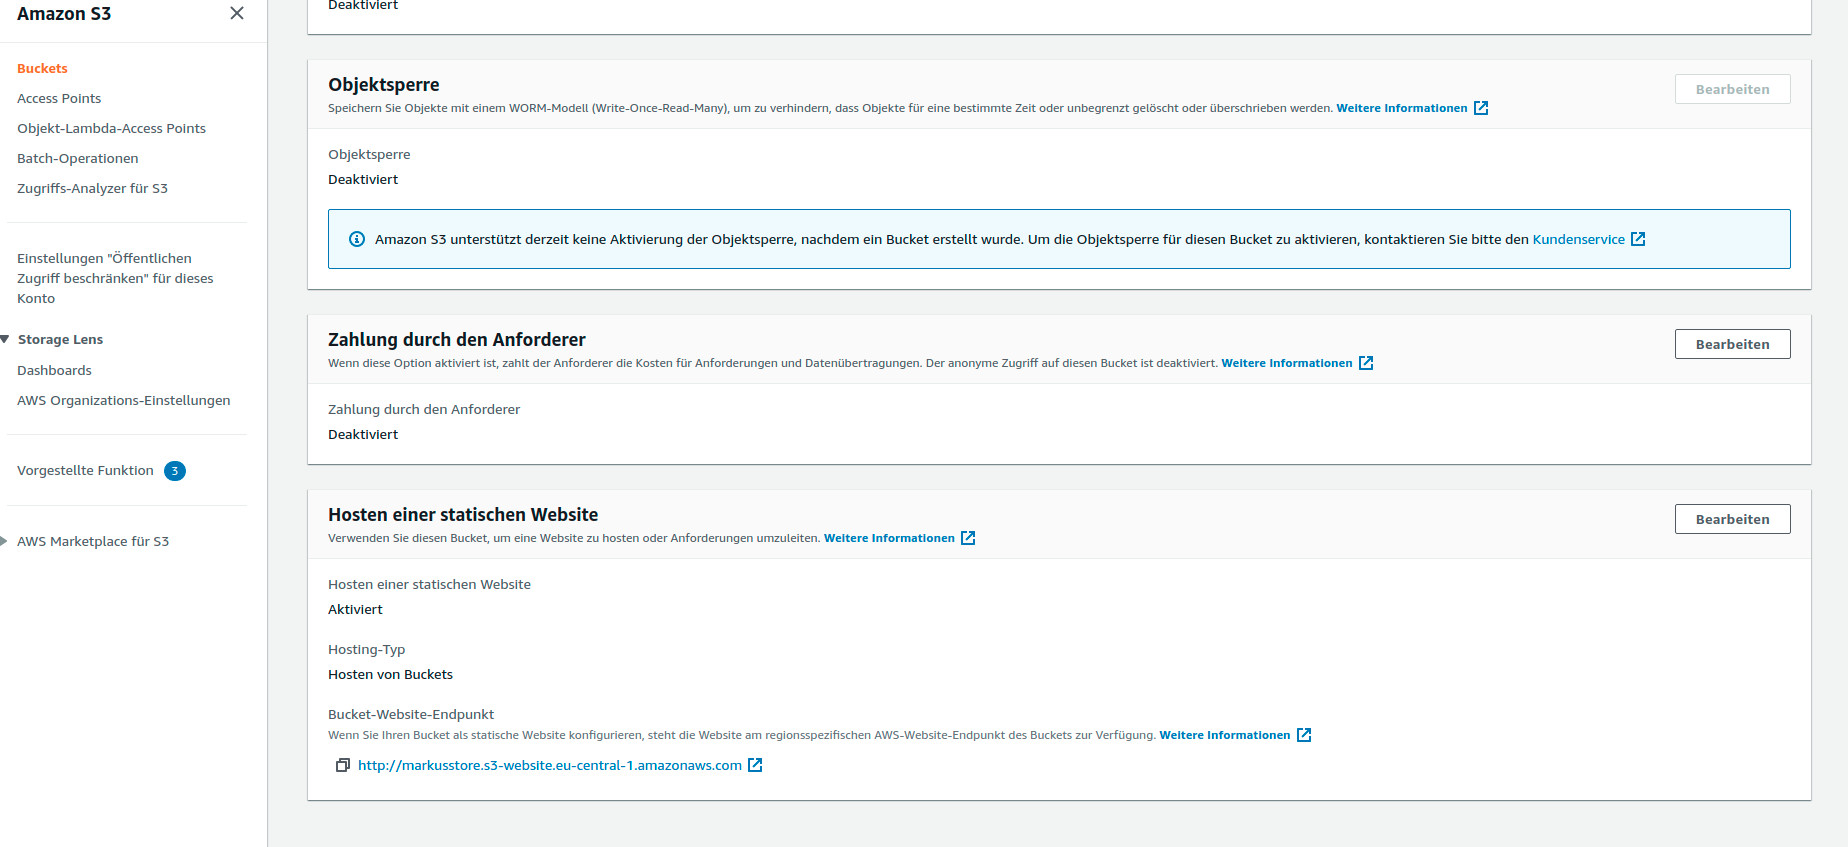 Amazon S3
Buckets
Access Points
Objekt-Lambda-Access Points
Batch-Operationen
Zugriffs-Analyzer für S3
Einstellungen "Öffentlichen
Zugriff beschränken" für dieses
Konto
Storage Lens
Dashboards
AWS Organizations-Einstellungen
Vorgestellte Funktion 3
AWS Marketplace für S3
Deaktiviert
Objektsperre
Bearbeiten
Speichern Sie Objekte mit einem WORM-Modell (Write-Once-Read-Many), um zu verhindern, dass Objekte für eine bestimmte Zeit oder unbegrenzt gelöscht oder überschrieben werden. Weitere Informationen
Objektsperre
Deaktiviert
Amazon S3 unterstützt derzeit keine Aktivierung der Objektsperre, nachdem ein Bucket erstellt wurde. Um die Objektsperre für diesen Bucket zu aktivieren, kontaktieren Sie bitte den Kundenservice
Zahlung durch den Anforderer
Bearbeiten
Wenn diese Option aktiviert ist, zahlt der Anforderer die Kosten für Anforderungen und Datenübertragungen. Der anonyme Zugriff auf diesen Bucket ist deaktiviert. Weitere Informationen
Zahlung durch den Anforderer
Deaktiviert
Hosten einer statischen Website
Bearbeiten
Verwenden Sie diesen Bucket, um eine Website zu hosten oder Anforderungen umzuleiten. Weitere Informationen
Hosten einer statischen Website
Aktiviert
Hosting-Typ
Hosten von Buckets
Bucket-Website-Endpunkt
Wenn Sie Ihren Bucket als statische Website konfigurieren, steht die Website am regionsspezifischen AWS-Website-Endpunkt des Buckets zur Verfügung. Weitere Informationen
http://markusstore.s3-website.eu-central-1.amazonaws.com